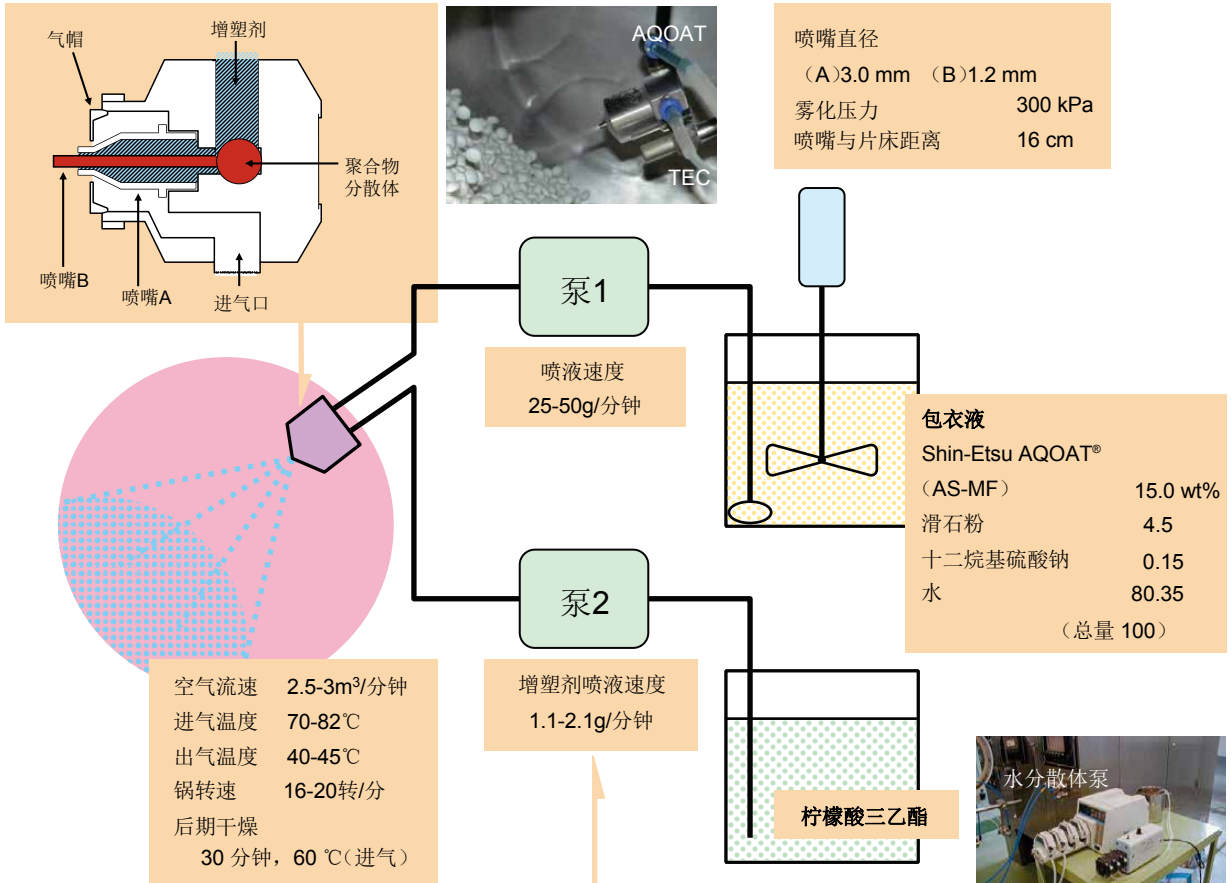 气帽
增塑剂
聚合物
分散体
喷嘴B
喷嘴A
进气口
AQOAT
TEC
喷嘴直径
（A）3.0 mm （B）1.2 mm
雾化压力 300 kPa
喷嘴与片床距离 16 cm
泵1
喷液速度
25-50g/分钟
包衣液
Shin-Etsu AQOAT®
（AS-MF） 15.0 wt%
滑石粉 4.5
十二烷基硫酸钠 0.15
水 80.35
（总量 100）
泵2
增塑剂喷液速度
1.1-2.1g/分钟
空气流速 2.5-3m³/分钟
进气温度 70-82℃
出气温度 40-45℃
锅转速 16-20转/分
后期干燥
30 分钟，60 ℃（进气）
柠檬酸三乙酯
水分散体泵